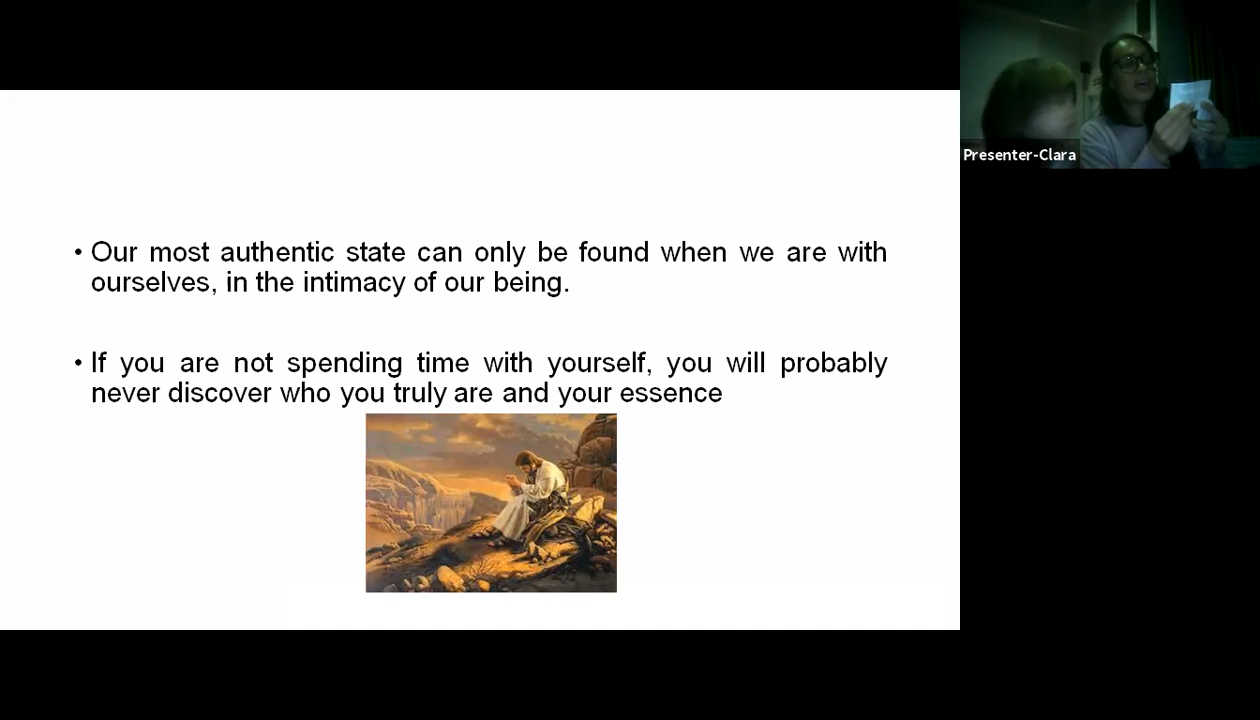 • Our most authentic state can only be found when we are with
ourselves, in the intimacy of our being.
• If you are not spending time with yourself, you will probably
never discover who you truly are and your essence
Presenter-Clara